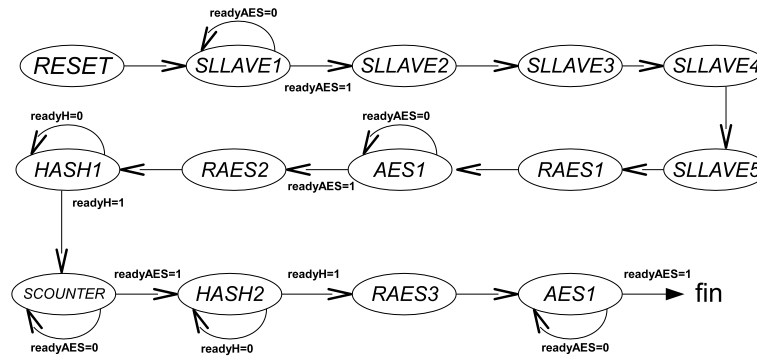 readyAES=0
RESET
SLLAVE1
SLLAVE2
SLLAVE3
SLLAVE4
readyAES=1
readyH=0
readyAES=0
HASH1
RAES2
AES1
RAES1
SLLAVE5
readyAES=1
readyH=1
readyAES=1
readyH=1
readyAES=1
SCOUNTER
HASH2
RAES3
AES1
fin
readyAES=0
readyH=0
readyAES=0